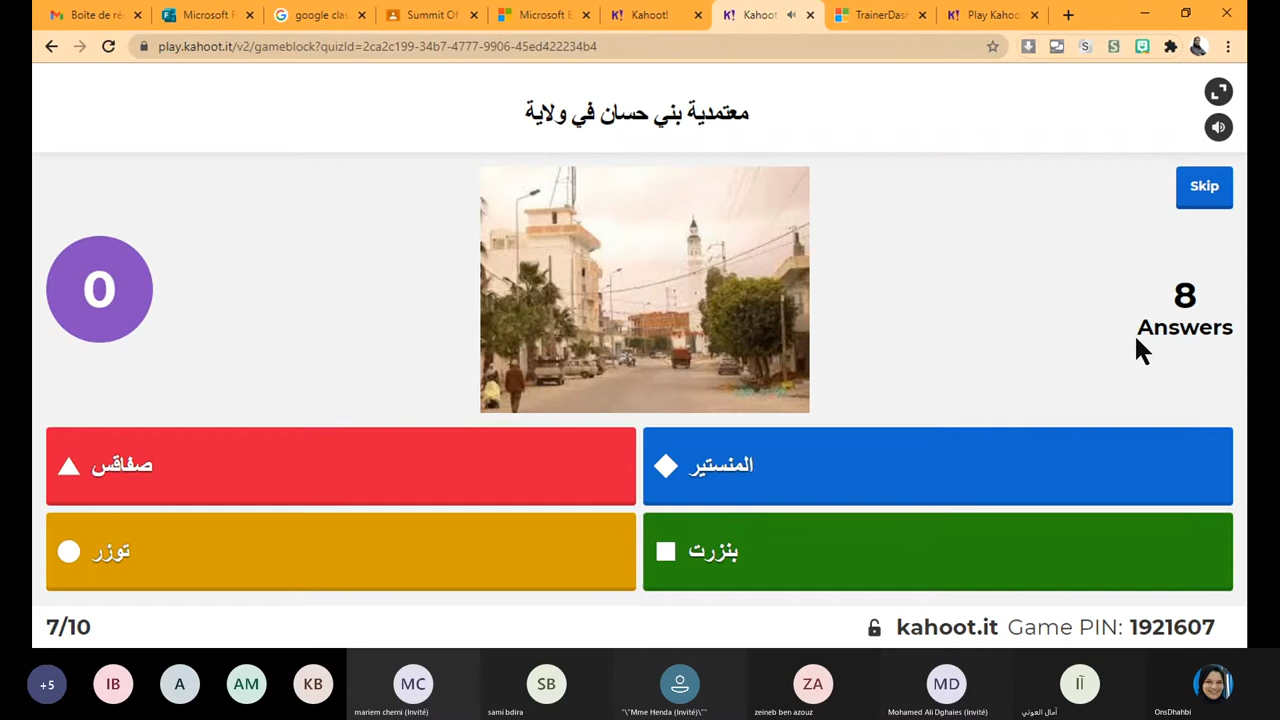 Boîte de ré
Microsoft F
google clas
Summit Of
Microsoft E
Kahoot!
Kahoot
TrainerDas
Play Kahoo
play.kahoot.it/v2/gameblock?quizId=2ca2c199-34b7-4777-9906-45ed422234b4
معتمدية بني حسان في ولاية
Skip
0
8
Answers
صفاقس
المنستير
توزر
بنزرت
7/10
kahoot.it Game PIN: 1921607
+5
IB
A
AM
KB
MC
SB
ZA
MD
آا
mariem cherni (Invité)
sami bdira
"\"Mme Henda (Invité)\""
zeineb ben azouz
Mohamed Ali Dghaies (Invité)
آمال العولي
OnsDhahbi